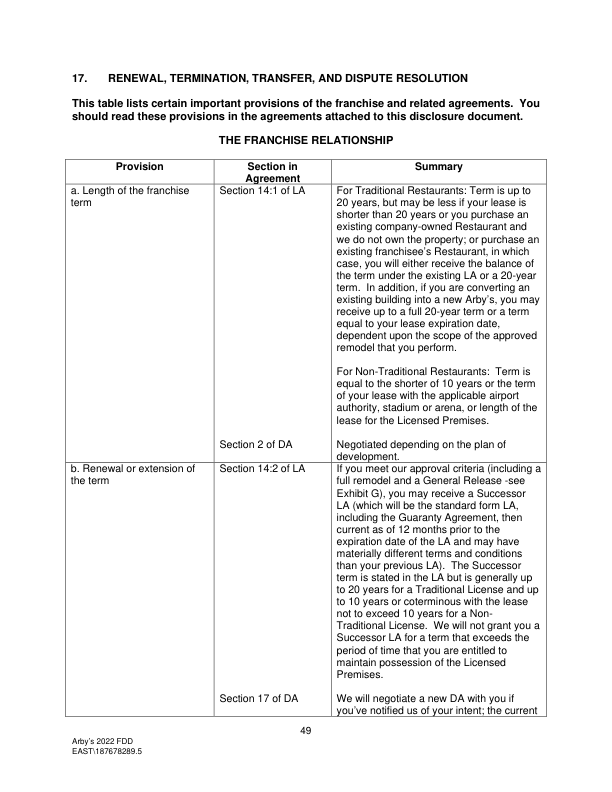 17. RENEWAL, TERMINATION, TRANSFER, AND DISPUTE RESOLUTION
This table lists certain important provisions of the franchise and related agreements. You
should read these provisions in the agreements attached to this disclosure document.
THE FRANCHISE RELATIONSHIP
Provision
Section in
Agreement
Summary
a. Length of the franchise
term
Section 14:1 of LA
For Traditional Restaurants: Term is up to
20 years, but may be less if your lease is
shorter than 20 years or you purchase an
existing company-owned Restaurant and
we do not own the property; or purchase an
existing franchisee's Restaurant, in which
case, you will either receive the balance of
the term under the existing LA or a 20-year
term. In addition, if you are converting an
existing building into a new Arby's, you may
receive up to a full 20-year term or a term
equal to your lease expiration date,
dependent upon the scope of the approved
remodel that you perform.
For Non-Traditional Restaurants: Term is
equal to the shorter of 10 years or the term
of your lease with the applicable airport
authority, stadium or arena, or length of the
lease for the Licensed Premises.
Section 2 of DA
Negotiated depending on the plan of
development.
b. Renewal or extension of
the term
Section 14:2 of LA
If you meet our approval criteria (including a
full remodel and a General Release -see
Exhibit G), you may receive a Successor
LA (which will be the standard form LA,
including the Guaranty Agreement, then
current as of 12 months prior to the
expiration date of the LA and may have
materially different terms and conditions
than your previous LA). The Successor
term is stated in the LA but is generally up
to 20 years for a Traditional License and up
to 10 years or coterminous with the lease
not to exceed 10 years for a Non-
Traditional License. We will not grant you a
Successor LA for a term that exceeds the
period of time that you are entitled to
maintain possession of the Licensed
Premises.
Section 17 of DA
We will negotiate a new DA with you if
you've notified us of your intent; the current
49
Arby's 2022 FDD
EAST\187678289.5